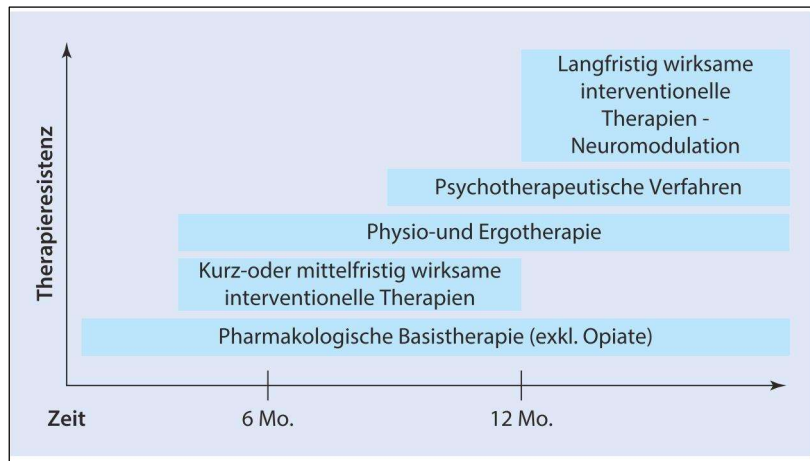 Therapieresistenz
Langfristig wirksame
interventionelle
Therapien -
Neuromodulation
Psychotherapeutische Verfahren
Physio-und Ergotherapie
Kurz-oder mittelfristig wirksame
interventionelle Therapien
Pharmakologische Basistherapie (exkl. Opiate)
Zeit 6 Mo. 12 Mo.